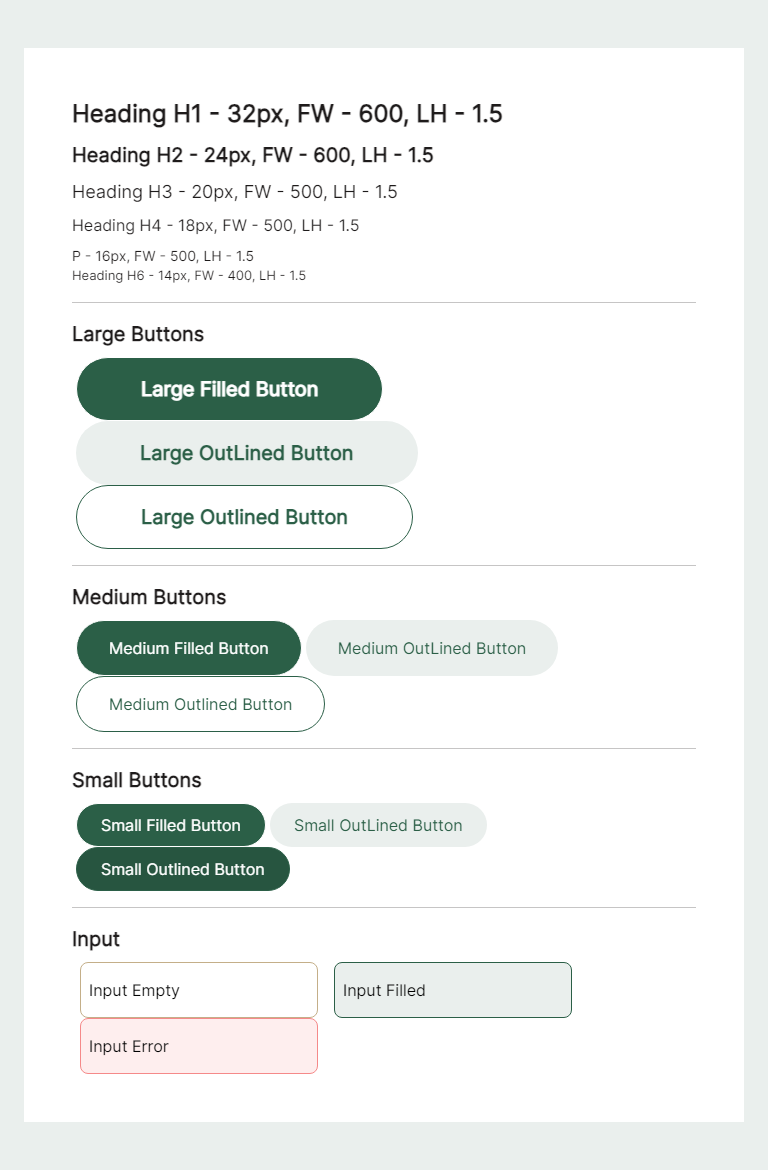 Heading H1 - 32px, FW - 600, LH - 1.5
Heading H2 - 24px, FW - 600, LH - 1.5
Heading H3 - 20px, FW - 500, LH - 1.5
Heading H4 - 18px, FW - 500, LH - 1.5
P - 16px, FW - 500, LH - 1.5
Heading H6 - 14px, FW - 400, LH - 1.5
Large Buttons
Large Filled Button
Large OutLined Button
Large Outlined Button
Medium Buttons
Medium Filled Button Medium OutLined Button
Medium Outlined Button
Small Buttons
Small Filled Button Small OutLined Button
Small Outlined Button
Input
Input Empty Input Filled
Input Error